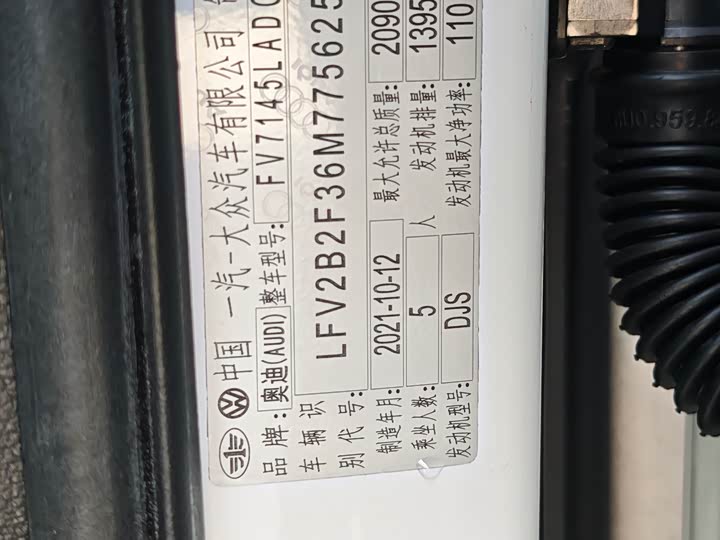 中国 一汽-大众汽车有限公司
品牌: 奥迪(AUDI) 整车型号: FV7145LADC
车辆识别代号: LFV2B2F36M775625
制造年月: 2021-10-12 最大允许总质量: 2090
乘坐人数: 5 人 发动机排量: 1395
发动机型号: DJS 发动机最大净功率: 110